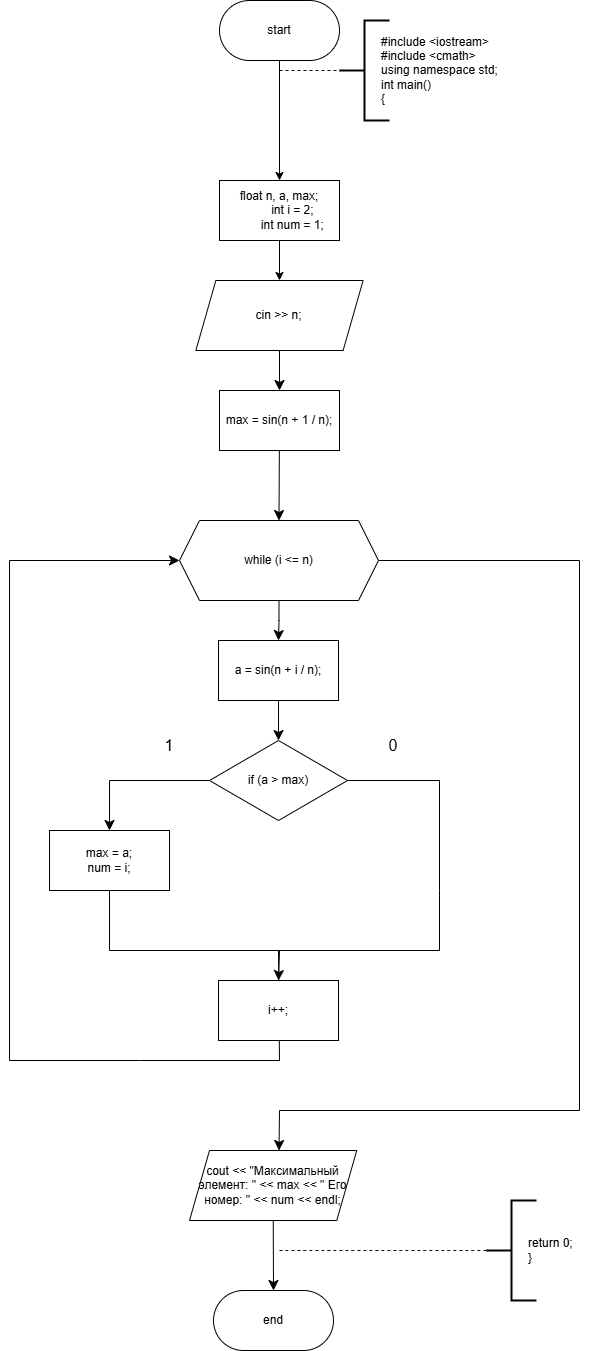 start
#include <iostream>
#include <cmath>
using namespace std;
int main()
{
float n, a, max;
int i = 2;
int num = 1;
cin >> n;
max = sin(n + 1 / n);
while (i <= n)
a = sin(n + i / n);
1
0
if (a > max)
max = a;
num = i;
i++;
cout << "Максимальный
элемент: " << max << " Его
номер: " << num << endl;
return 0;
}
end